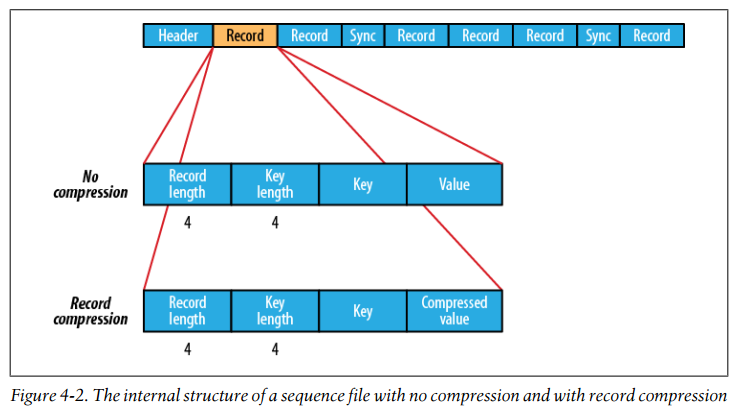 Header Record Record Sync Record Record Record Sync Record
No
compression
Record
length
Key
length
Key
Value
4 4
Record
compression
Record
length
Key
length
Key
Compressed
value
4 4
Figure 4-2. The internal structure of a sequence file with no compression and with record compression